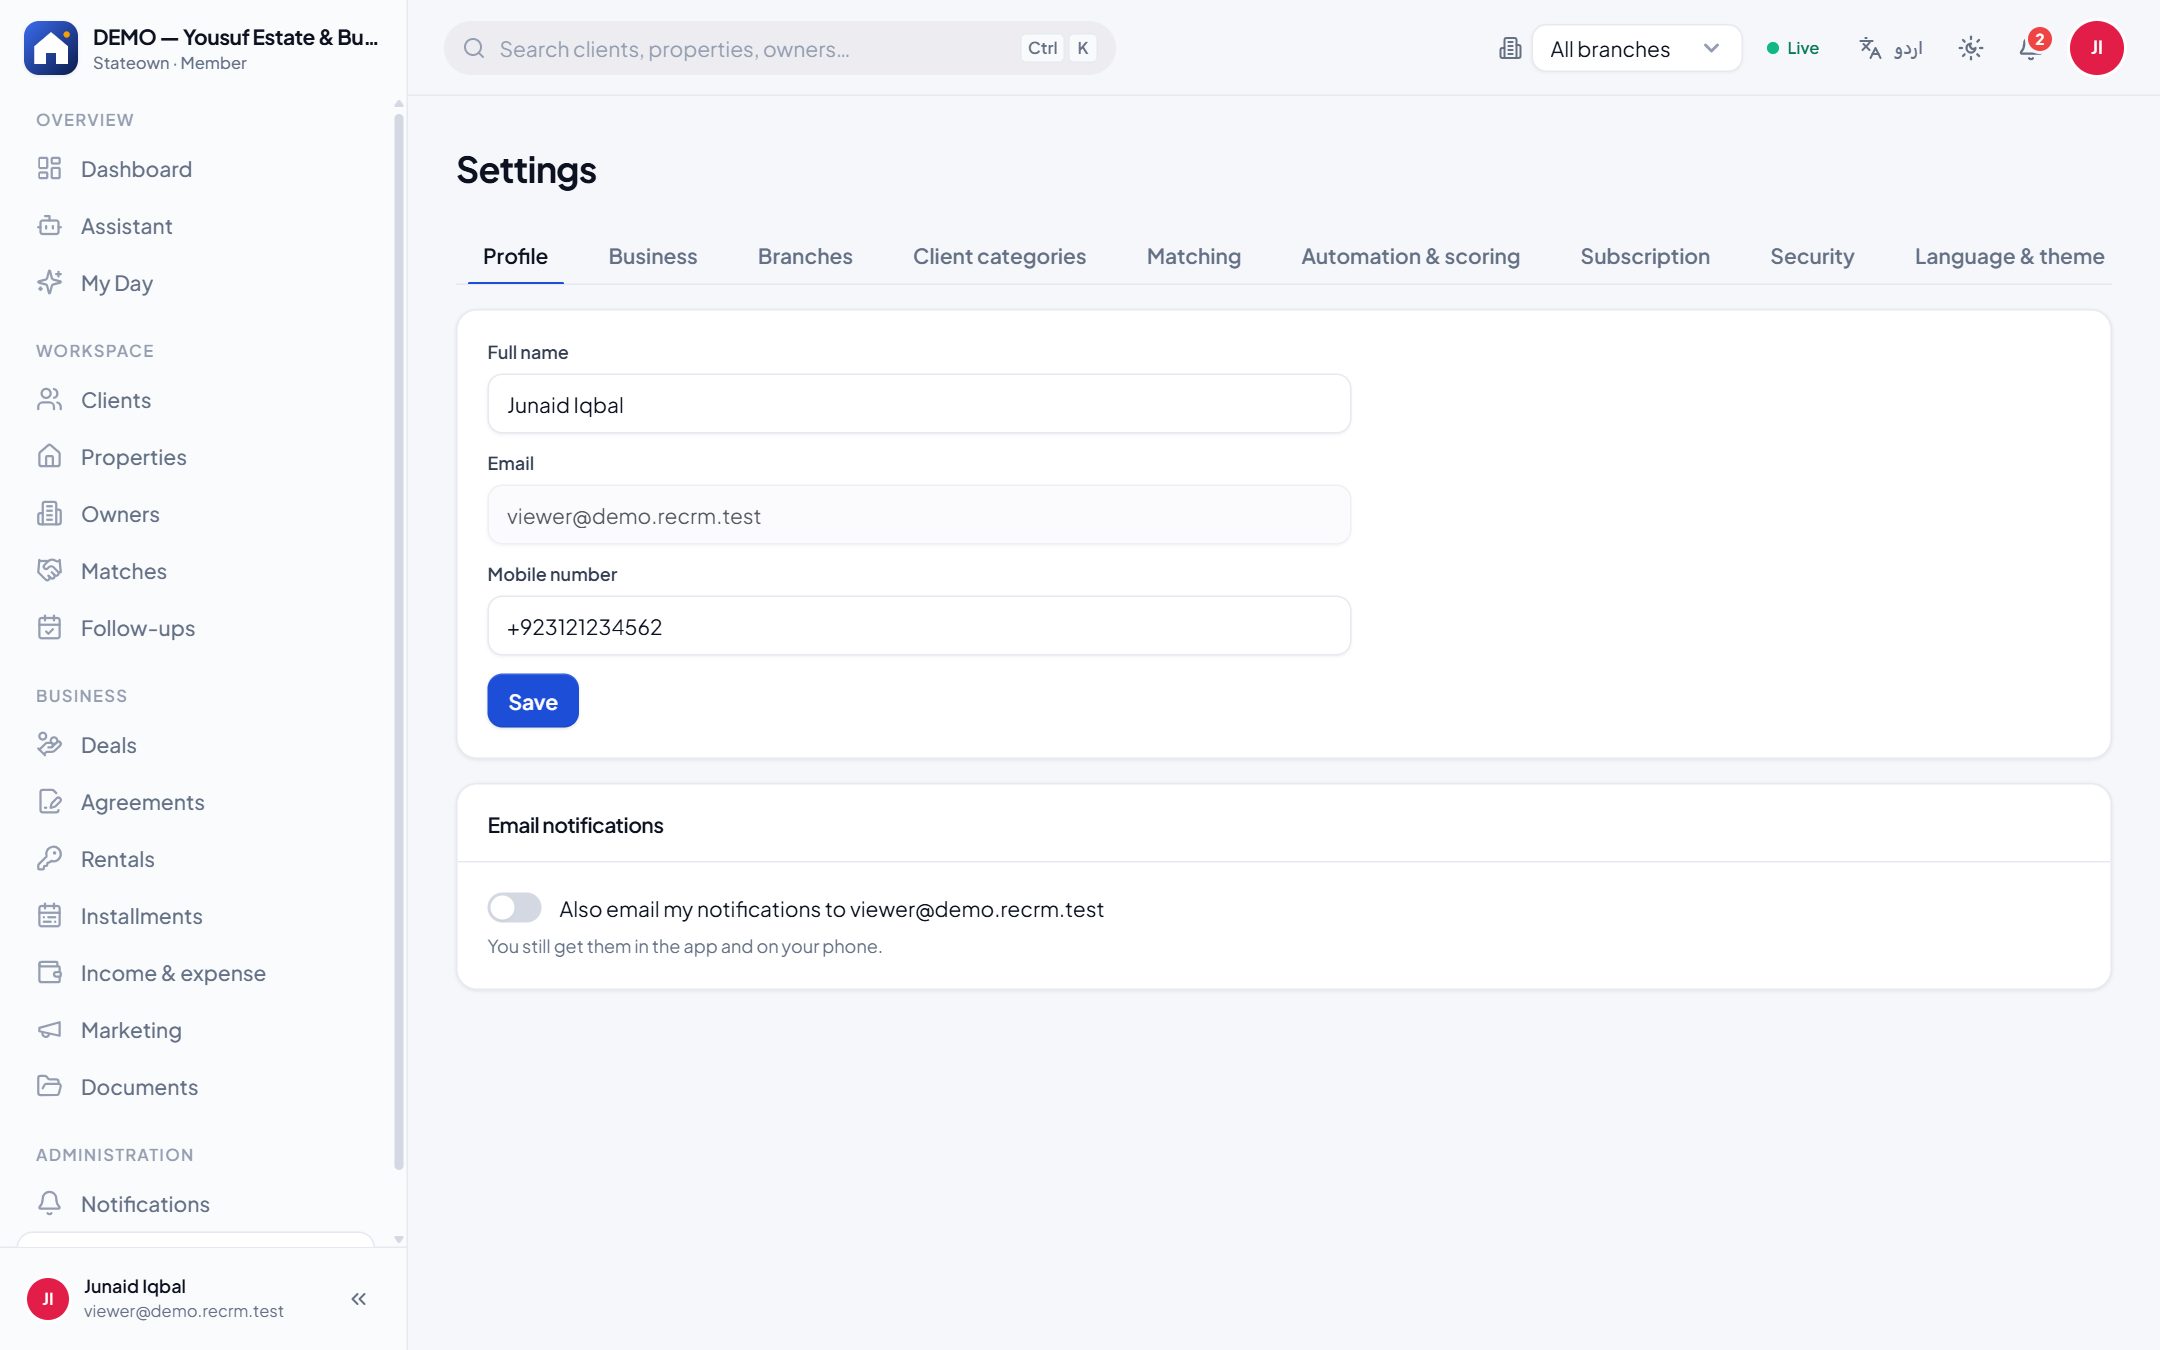 DEMO — Yousuf Estate & Bu...
Stateown · Member
Search clients, properties, owners...
Ctrl K
All branches
Live
اردو
2
JI
OVERVIEW
Dashboard
Assistant
My Day
WORKSPACE
Clients
Properties
Owners
Matches
Follow-ups
BUSINESS
Deals
Agreements
Rentals
Installments
Income & expense
Marketing
Documents
ADMINISTRATION
Notifications
JI
Junaid Iqbal
viewer@demo.recrm.test
Settings
Profile Business Branches Client categories Matching Automation & scoring Subscription Security Language & theme
Full name
Junaid Iqbal
Email
viewer@demo.recrm.test
Mobile number
+923121234562
Save
Email notifications
Also email my notifications to viewer@demo.recrm.test
You still get them in the app and on your phone.